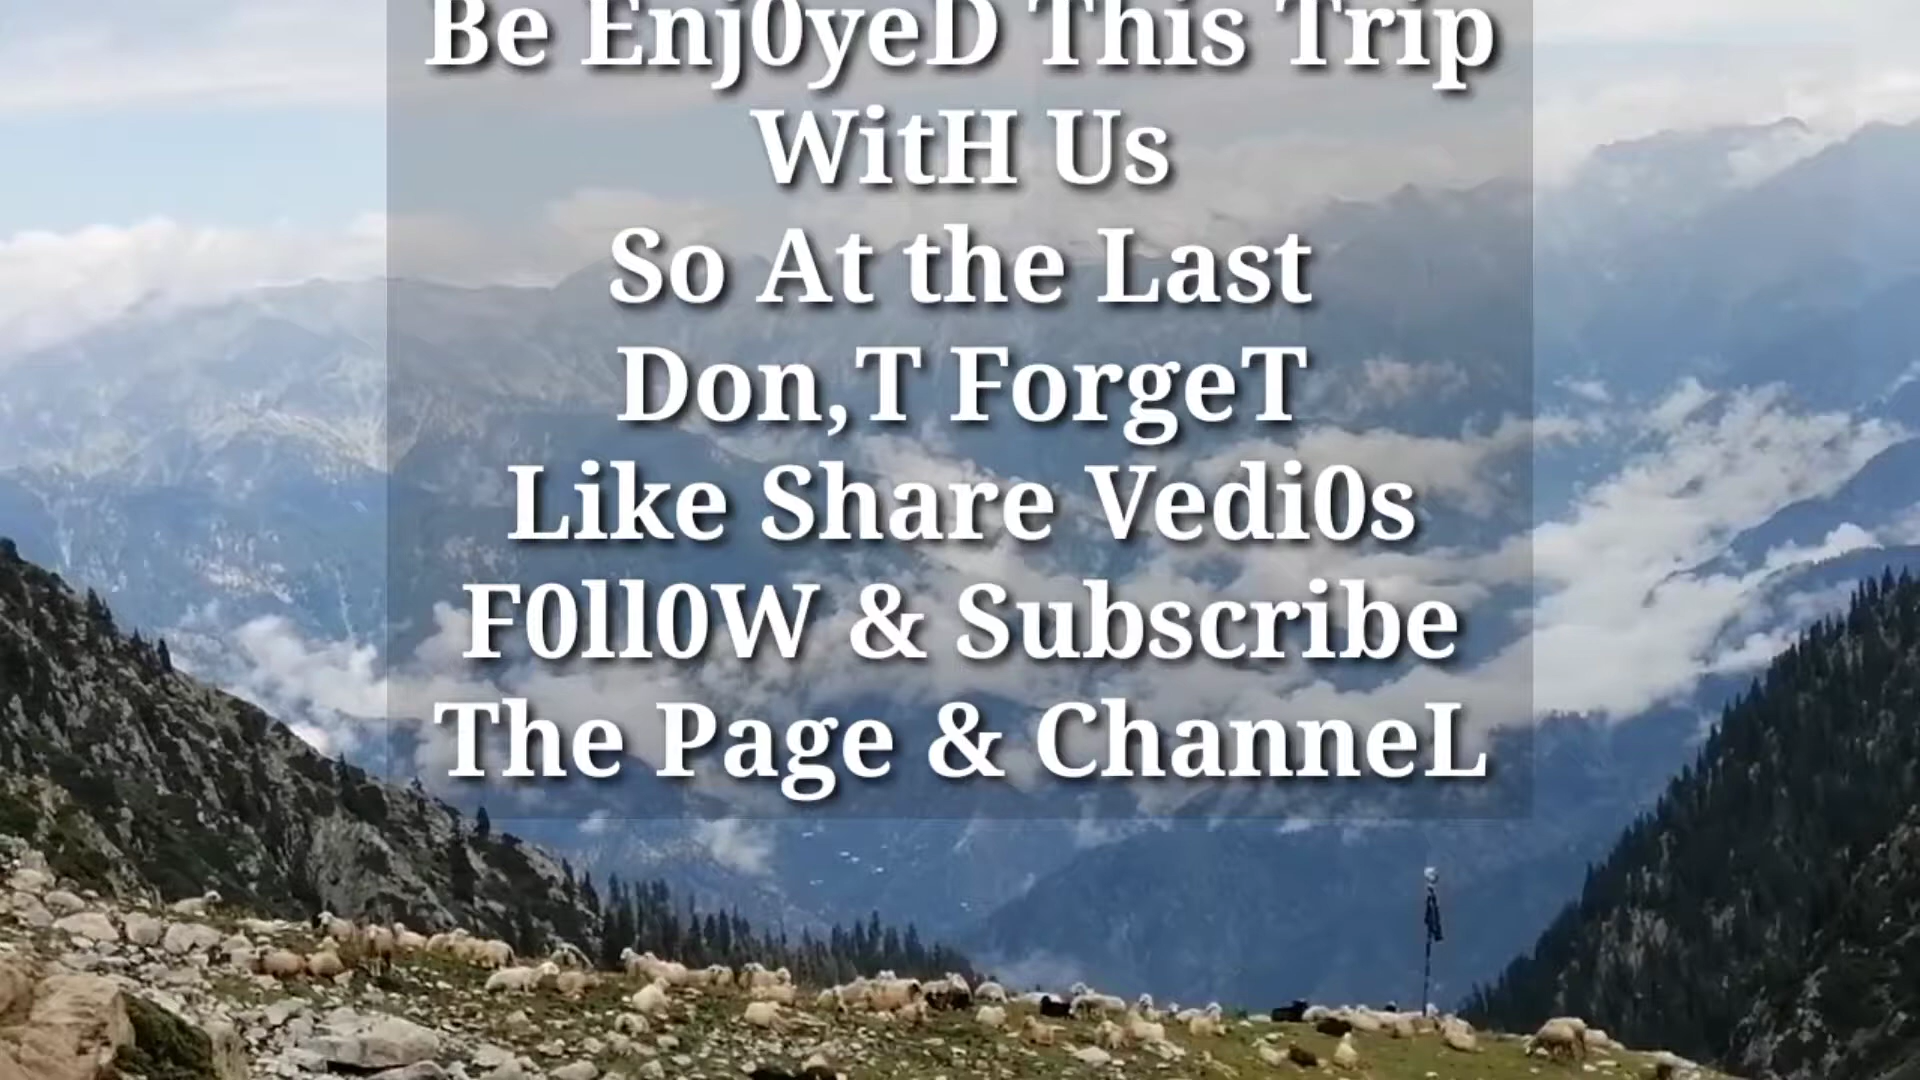 Be Enj0yeD This Trip
WitH Us
So At the Last
Don,T ForgeT
Like Share Vedi0s
F0ll0W & Subscribe
The Page & ChanneL